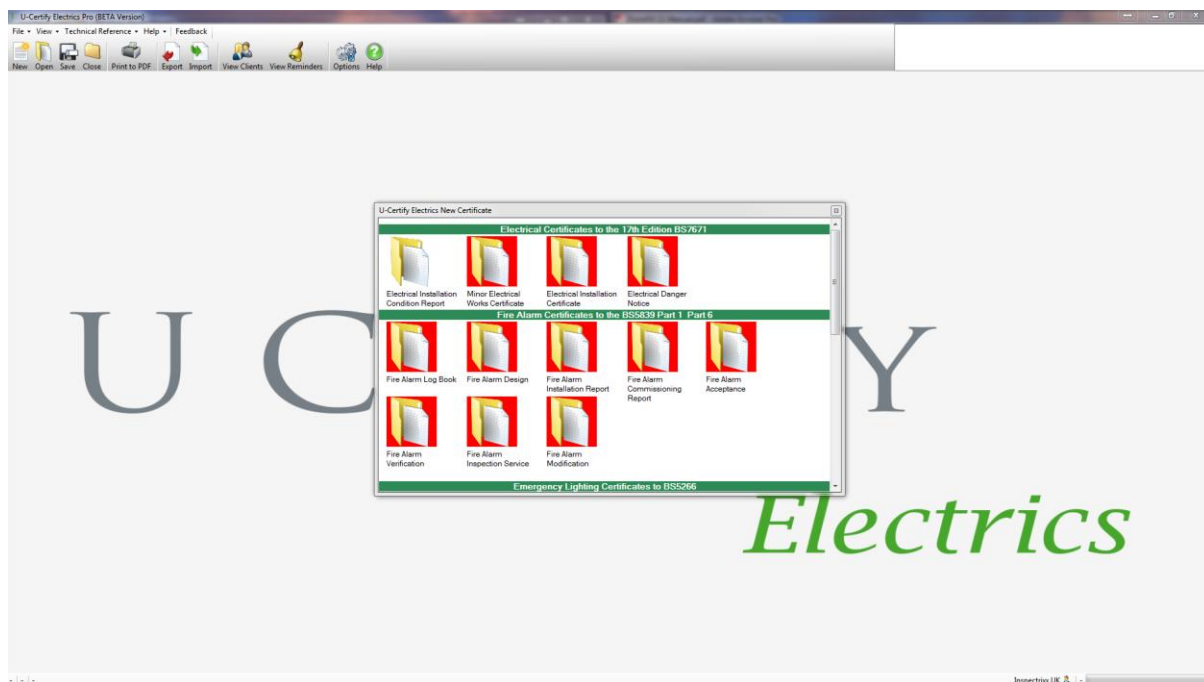 U-Certify Electrics Pro (BETA Version)
File View Technical Reference Help Feedback
New Open Save Close Print to PDF Export Import View Clients View Reminders Options Help
U-Certify Electrics New Certificate
Electrical Certificates to the 17th Edition BS7671
Electrical Installation Minor Electrical Electrical Installation Electrical Danger
Condition Report Works Certificate Certificate Notice
Fire Alarm Certificates to the BS5839 Part 1 Part 6
Fire Alarm Log Book Fire Alarm Design Fire Alarm Fire Alarm Fire Alarm
Installation Report Commissioning Acceptance
Report
Fire Alarm Fire Alarm Fire Alarm
Verification Inspection Service Modification
Emergency Lighting Certificates to BS5266
U C Y
Electrics
Inspectrixx UK